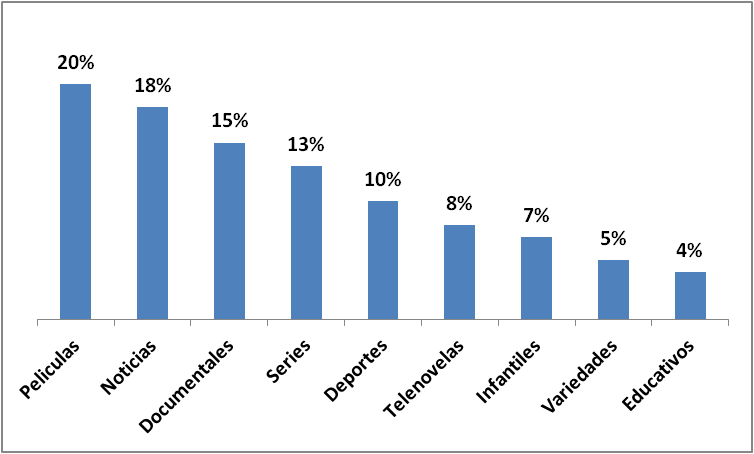 20%
18%
15%
13%
10%
8%
7%
5%
4%
Peliculas
Noticias
Documentales
Series
Deportes
Telenovelas
Infantiles
Variedades
Educativos